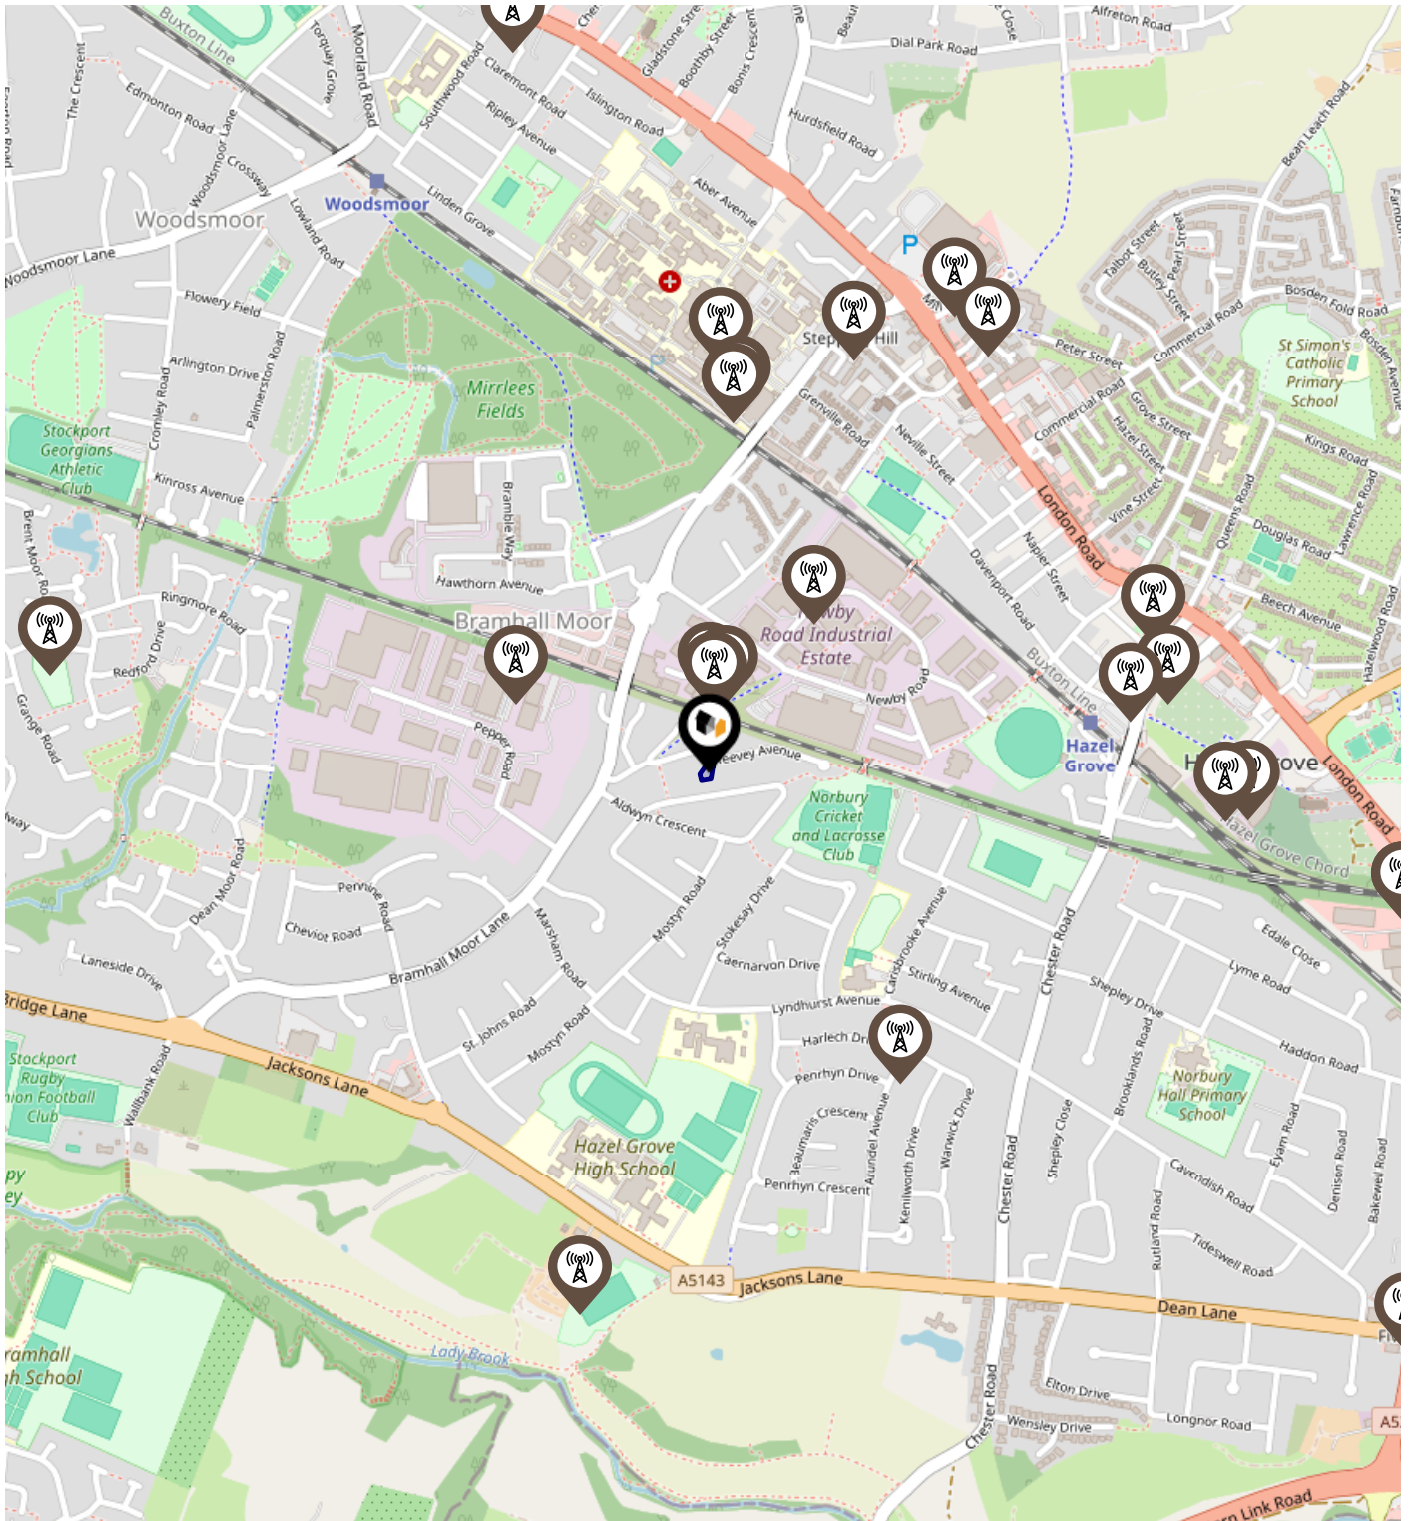 Buxton Line
The Crescent
Torquay Grove
Moorland Road
Edmonton Road
Woodsmoor Lane
Crossway
Lowland Road
Southwood Road
Claremont Road
Ripley Avenue
Islington Road
Gladstone Stre
Boothby Street
Bonis Crescen
Dial Park Road
Alfreton Road
Close
Hurdsfield Road
Bean Leach Road
Woodsmoor
Woodsmoor
Linden Grove
Aber Avenue
P
Woodsmoor Lane
Flowery Field
Arlington Drive
Palmerston Road
Cromley Road
Kinross Avenue
Stockport
Georgians
Athletic
Club
Mirrlees
Fields
Talbot Street
Butley Street
Pearl Street
Commercial Road
Bosden Fold Road
Bosden Avenue
Peter street
St Simon's
Catholic
Primary
School
Grenville Road
Neville Street
Commercial Road
Grove Street
Hazel Street
Vine Street
Kings Road
Queens Road
Lawrence Road
Douglas Road
Beech Avenue
Hazelwood Road
London Road
Napier Street
Davenport Road
Brent Moor Ro
Bramble Way
Hawthorn Avenue
Bramhall Moor
Ringmore Road
Redford Drive
Grange Road
Road Industrial
Estate
Newby Road
Buxton Line
Hazel
Grove
London Road
Hazel Grove Chord
Pepper Road
Aldwyn Crescent
Norbury
Cricket
and Lacrosse
Club
Dean Moor Road
Pennine Road
Cheviot Road
Laneside Drive
Bramhall Moor Lane
Marsham Road
Mostyn Road
Stokesay Drive
Caernarvon Drive
Carisbrooke Avenue
Stirling Avenue
Lyndhurst Avenue
Chester Road
Edale Close
Lyme Road
Shepley Drive
Haddon Road
Bridge Lane
Jacksons Lane
Wallbank Road
St. Johns Road
Mostyn Road
Penrhyn Drive
Beaumaris Crescent
Arundel Avenue
Kenilworth Drive
Warwick Drive
Penrhyn Crescent
Chester Road
Shepley Close
Brooklands Road
Norbury
Hall Primary
School
Eyam Road
Denison Road
Bakewell Road
Cavendish Road
Rutland Road
Tideswell Road
Stockport
Rugby
nion Football
Club
Hazel Grove
High School
A5143
Jacksons Lane
Dean Lane
Lady Brook
Elton Drive
Wensley Drive
Longnor Road
Chester Road